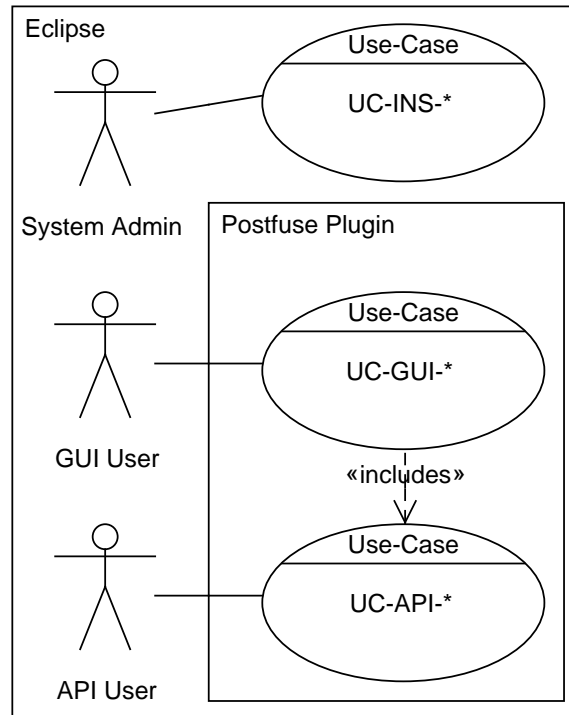 Eclipse
Use-Case
UC-INS-*
System Admin
Postfuse Plugin
Use-Case
UC-GUI-*
GUI User
«includes»
Use-Case
UC-API-*
API User